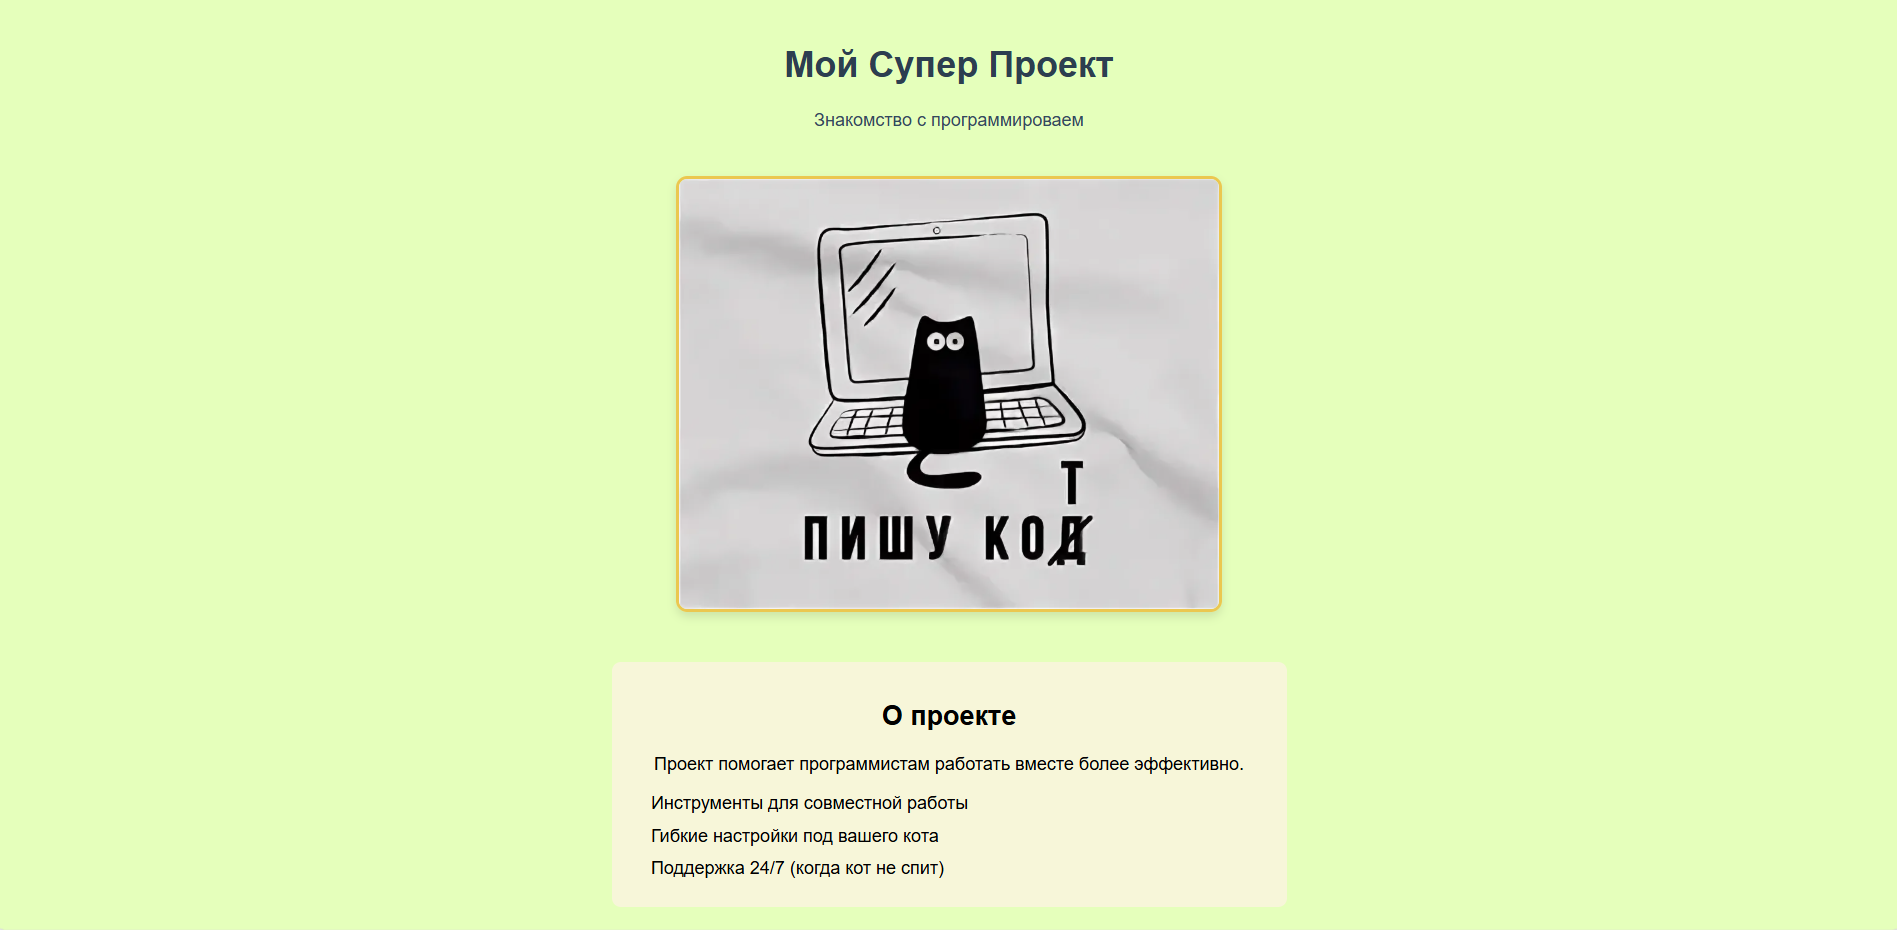 Мой Супер Проект
Знакомство с программироваем
Т
ПИШУ КОД
О проекте
Проект помогает программистам работать вместе более эффективно.
Инструменты для совместной работы
Гибкие настройки под вашего кота
Поддержка 24/7 (когда кот не спит)